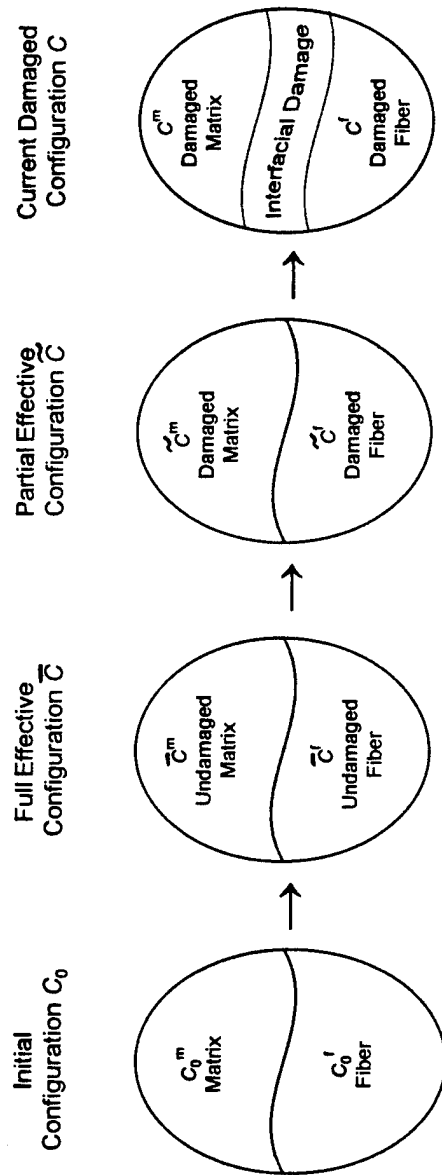 Initial
Configuration C₀
C₀ᵐ
Matrix
C₀ᶠ
Fiber
Full Effective
Configuration C̄
C̄ᵐ
Undamaged
Matrix
C̄ᶠ
Undamaged
Fiber
Partial Effective
Configuration C̃
C̃ᵐ
Damaged
Matrix
C̃ᶠ
Damaged
Fiber
Current Damaged
Configuration C
Cᵐ
Damaged
Matrix
Interfacial Damage
Cᶠ
Damaged
Fiber